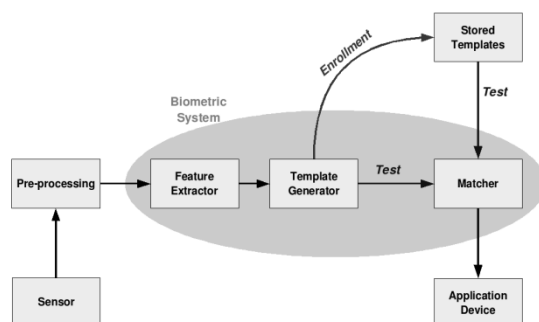 Stored
Templates
Enrollment
Test
Biometric
System
Pre-processing
Feature
Extractor
Template
Generator
Test
Matcher
Sensor
Application
Device